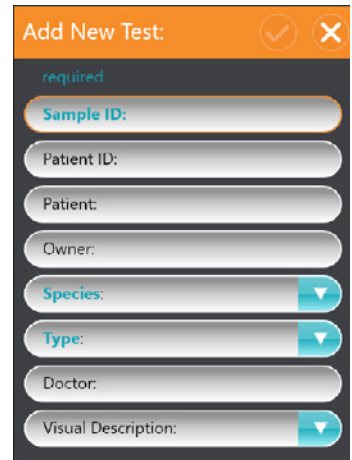 Add New Test:
required
Sample ID:
Patient ID:
Patient:
Owner:
Species:
Type:
Doctor:
Visual Description: